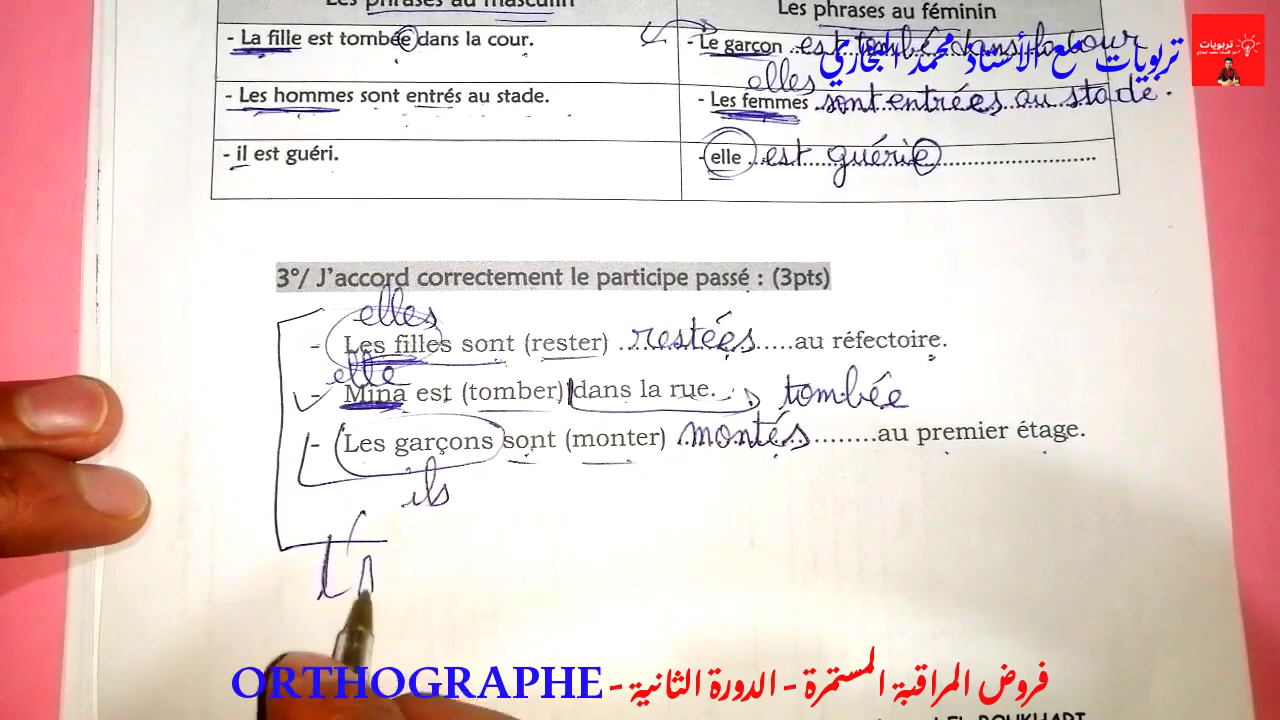 Les phrases au masculin
Les phrases au féminin
- La fille est tombée dans la cour.
- Le garçon ...est tombé dans la cour
تربويات مع الأستاذ محمد البخاري
تربويات
elles
- Les hommes sont entrés au stade.
- Les femmes sont entrées au stade.
- il est guéri.
- elle est guérie
3°/ J'accord correctement le participe passé : (3pts)
elles
- Les filles sont (rester) restées au réfectoire.
elle
- Mina est (tomber) dans la rue. tombée
- Les garçons sont (monter) montés au premier étage.
ils
ORTHOGRAPHE - فروض المراقبة المستمرة - الدورة الثانية